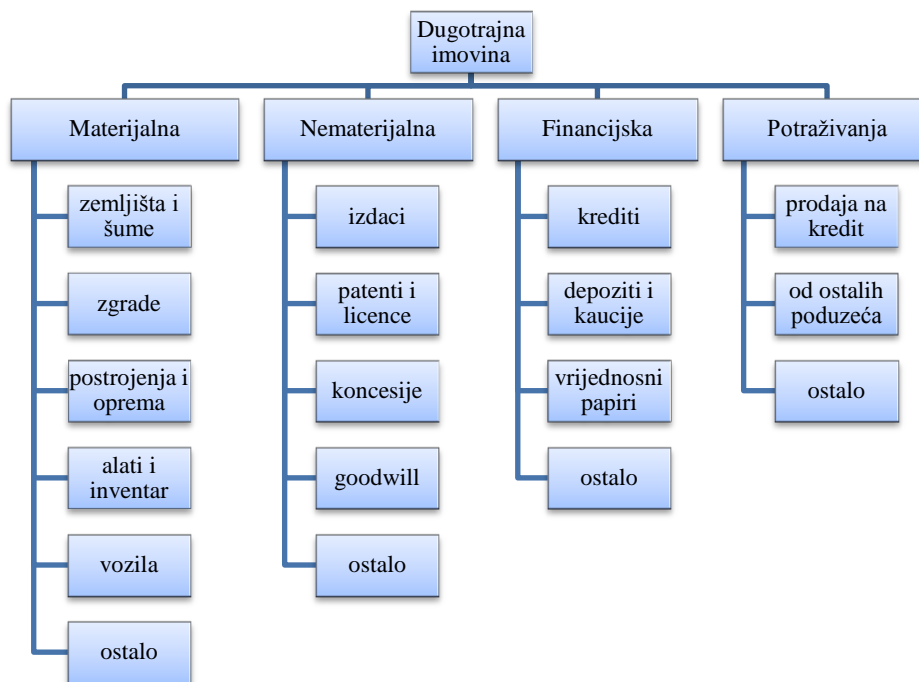 Dugotrajna
imovina
Materijalna
zemljišta i
šume
zgrade
postrojenja i
oprema
alati i
inventar
vozila
ostalo
Nematerijalna
izdaci
patenti i
licence
koncesije
goodwill
ostalo
Financijska
krediti
depoziti i
kaucije
vrijednosni
papiri
ostalo
Potraživanja
prodaja na
kredit
od ostalih
poduzeća
ostalo